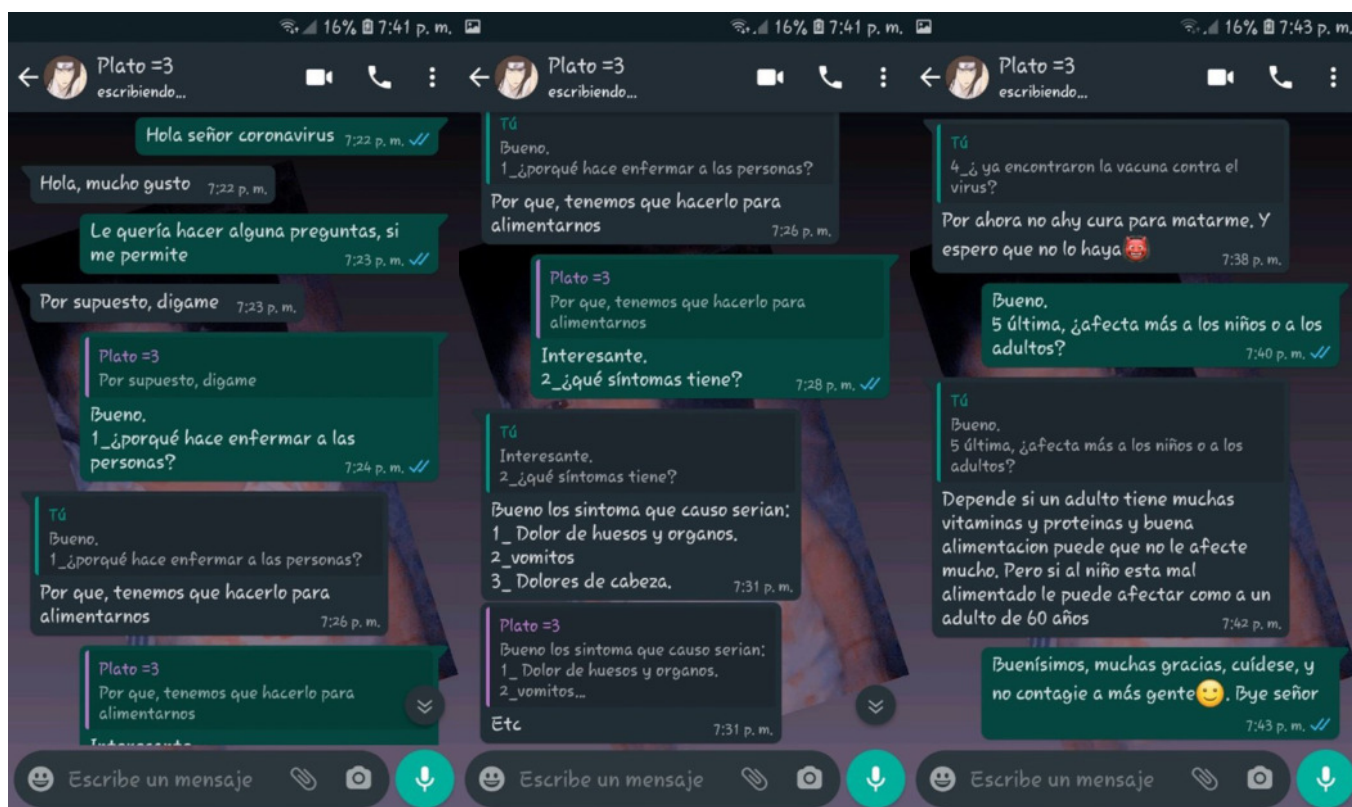 16% 7:41 p. m.
Plato =3
escribiendo...
Hola señor coronavirus 7:22 p. m.
Hola, mucho gusto 7:22 p. m.
Le quería hacer alguna preguntas, si
me permite 7:23 p. m.
Por supuesto, digame 7:23 p. m.
Plato =3
Por supuesto, digame
Bueno.
1_¿porqué hace enfermar a las
personas? 7:24 p. m.
Tú
Bueno.
1_¿porqué hace enfermar a las personas?
Por que, tenemos que hacerlo para
alimentarnos 7:26 p. m.
Plato =3
Por que, tenemos que hacerlo para
alimentarnos
Interesante.
Escribe un mensaje
16% 7:41 p. m.
Plato =3
escribiendo...
Tú
Bueno.
1_¿porqué hace enfermar a las personas?
Por que, tenemos que hacerlo para
alimentarnos 7:26 p. m.
Plato =3
Por que, tenemos que hacerlo para
alimentarnos
Interesante.
2_¿qué síntomas tiene? 7:28 p. m.
Tú
Interesante.
2_¿qué síntomas tiene?
Bueno los sintoma que causo serian:
1_ Dolor de huesos y organos.
2_vomitos
3_ Dolores de cabeza. 7:31 p. m.
Plato =3
Bueno los sintoma que causo serian:
1_ Dolor de huesos y organos.
2_vomitos...
Etc 7:31 p. m.
Escribe un mensaje
16% 7:43 p. m.
Plato =3
escribiendo...
Tú
4_¿ ya encontraron la vacuna contra el
virus?
Por ahora no ahy cura para matarme. Y
espero que no lo haya👹 7:38 p. m.
Bueno.
5 última, ¿afecta más a los niños o a los
adultos? 7:40 p. m.
Tú
Bueno.
5 última, ¿afecta más a los niños o a los
adultos?
Depende si un adulto tiene muchas
vitaminas y proteinas y buena
alimentacion puede que no le afecte
mucho. Pero si al niño esta mal
alimentado le puede afectar como a un
adulto de 60 años 7:42 p. m.
Buenísimos, muchas gracias, cuídese, y
no contagie a más gente🙂. Bye señor
7:43 p. m.
Escribe un mensaje